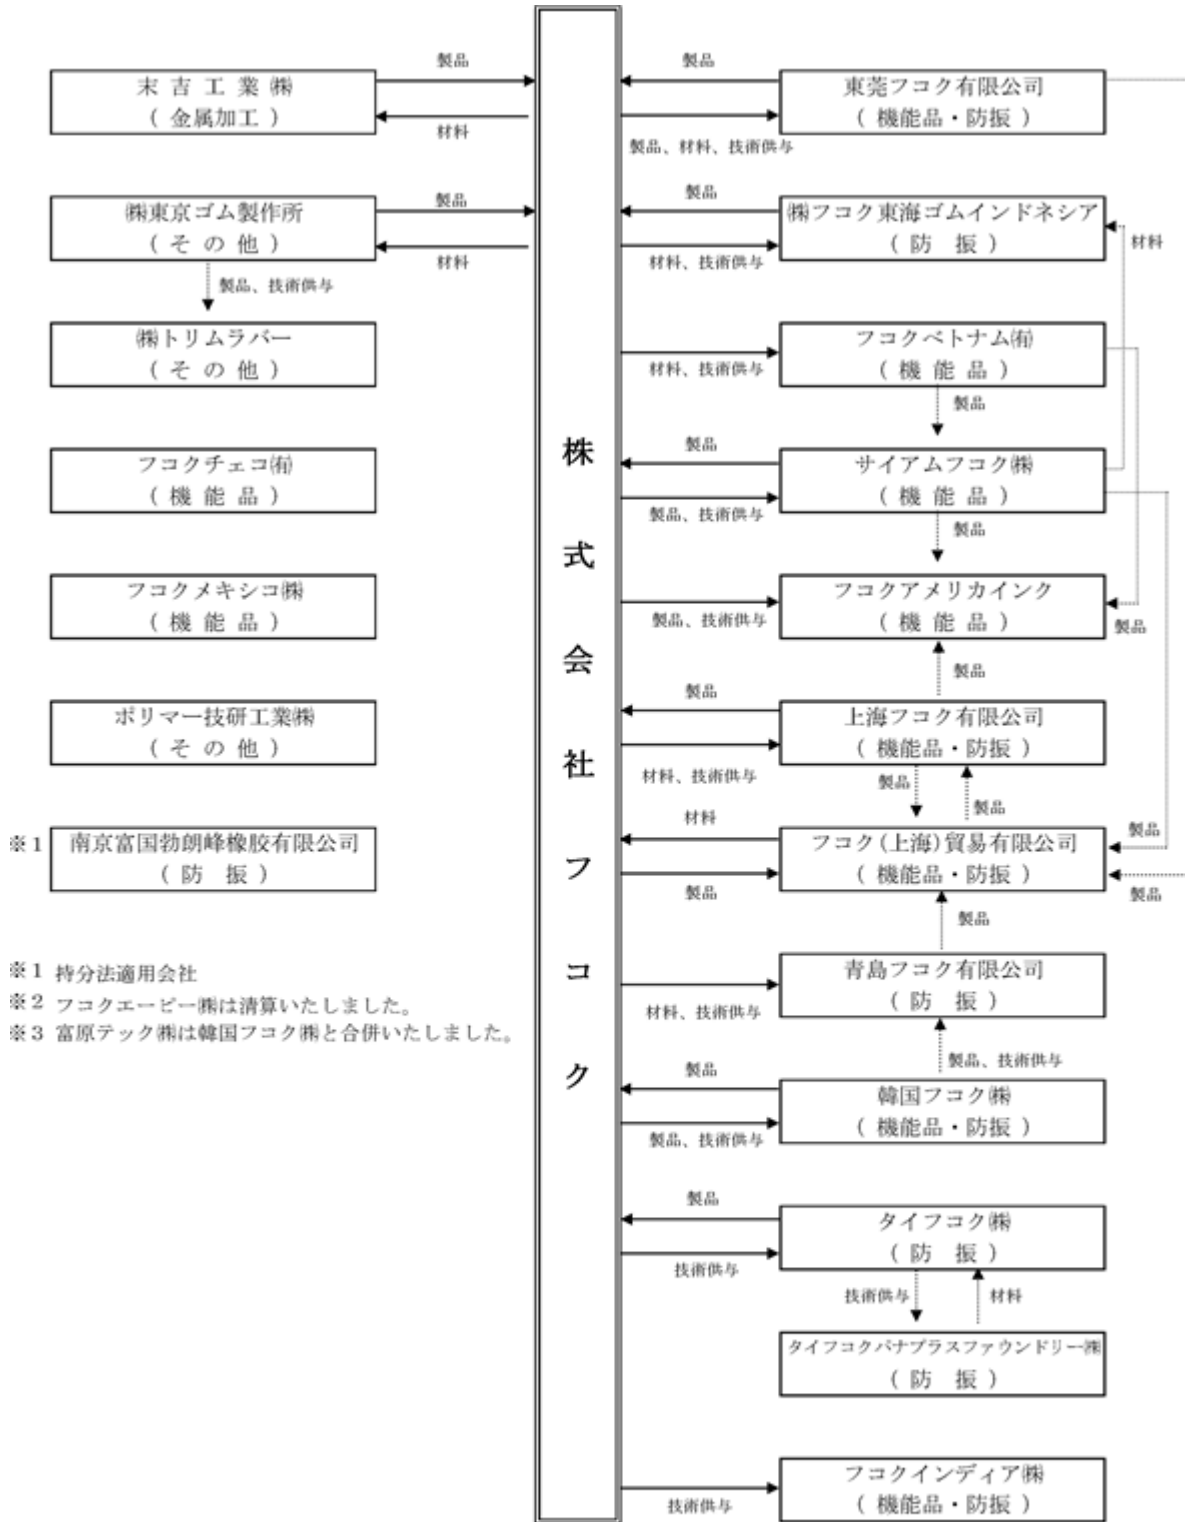 製品
末吉工業㈱
(金属加工)
材料
製品
㈱東京ゴム製作所
(その他)
材料
製品、技術供与
㈱トリムラバー
(その他)
フコクチェコ㈲
(機能品)
フコクメキシコ㈱
(機能品)
ポリマー技研工業㈱
(その他)
※1 南京富国勃朗峰橡胶有限公司
(防 振)
※1 持分法適用会社
※2 フコクエーピー㈱は清算いたしました。
※3 富原テック㈱は韓国フコク㈱と合併いたしました。
株式会社フコク
製品
東莞フコク有限公司
(機能品・防振)
製品、材料、技術供与
製品
㈱フコク東海ゴムインドネシア
(防 振)
材料
材料、技術供与
フコクベトナム㈲
(機能品)
材料、技術供与
製品
製品
サイアムフコク㈱
(機能品)
製品、技術供与
製品
フコクアメリカインク
(機能品)
製品、技術供与
製品
製品
製品
上海フコク有限公司
(機能品・防振)
材料、技術供与
製品
製品
材料
フコク(上海)貿易有限公司
(機能品・防振)
製品
製品
製品
製品
青島フコク有限公司
(防 振)
材料、技術供与
製品、技術供与
製品
韓国フコク㈱
(機能品・防振)
製品、技術供与
製品
タイフコク㈱
(防 振)
技術供与
技術供与
材料
タイフコクパナプラスファウンドリー㈱
(防 振)
フコクインディア㈱
(機能品・防振)
技術供与